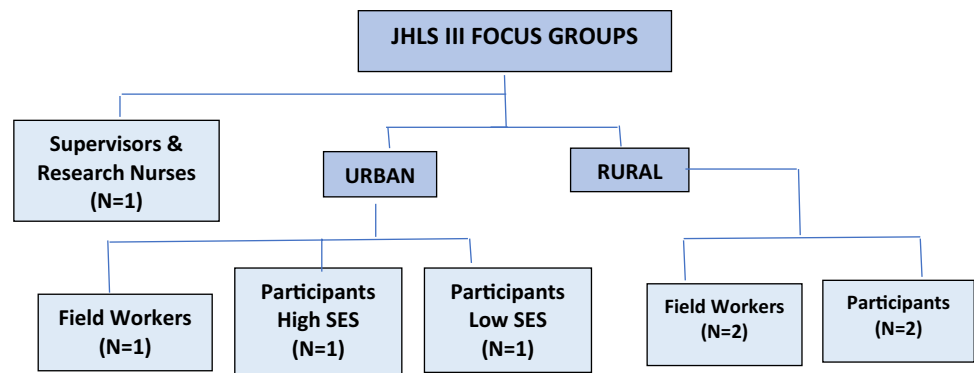 JHLS III FOCUS GROUPS
Supervisors &
Research Nurses
(N=1)
URBAN
RURAL
Field Workers
(N=1)
Participants
High SES
(N=1)
Participants
Low SES
(N=1)
Field Workers
(N=2)
Participants
(N=2)